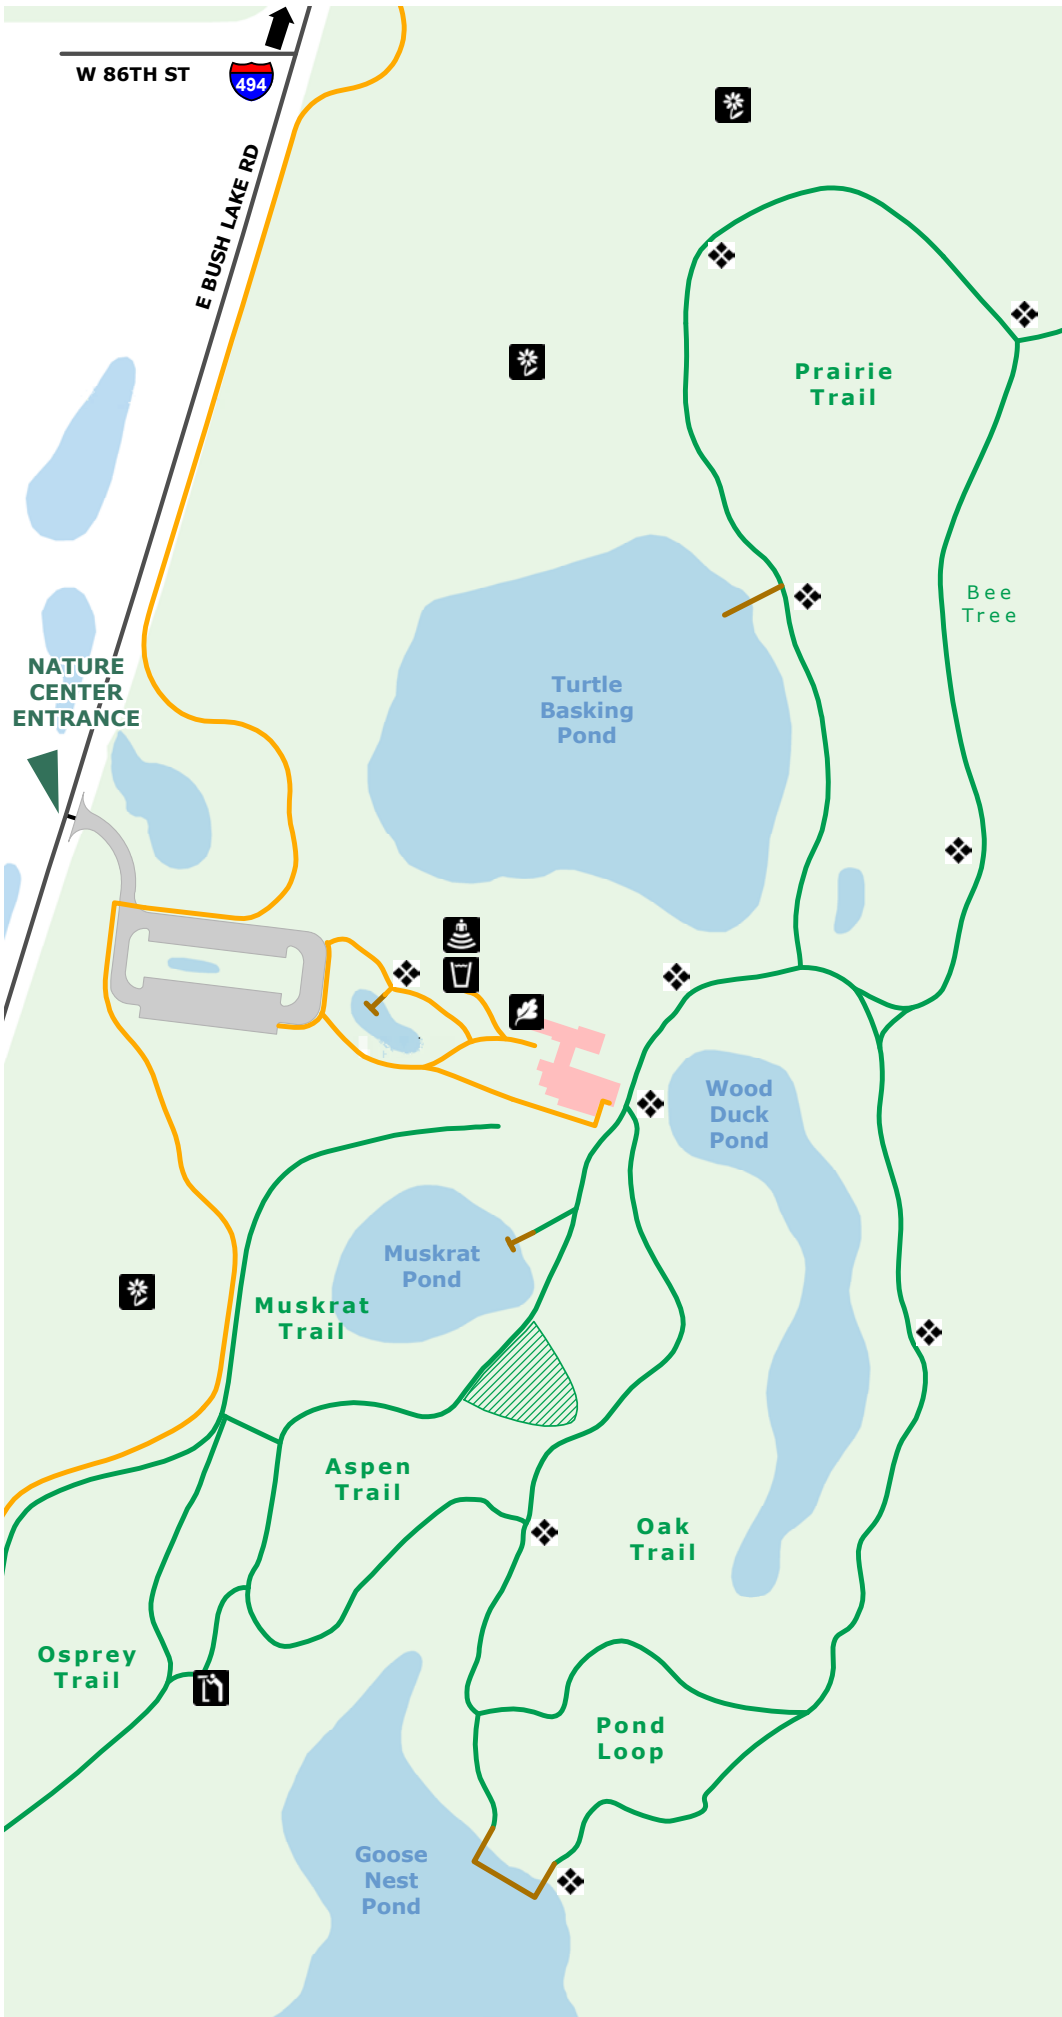 W 86TH ST
494
E BUSH LAKE RD
Prairie
Trail
Bee
Tree
NATURE
CENTER
ENTRANCE
Turtle
Basking
Pond
Wood
Duck
Pond
Muskrat
Pond
Muskrat
Trail
Aspen
Trail
Oak
Trail
Osprey
Trail
Pond
Loop
Goose
Nest
Pond